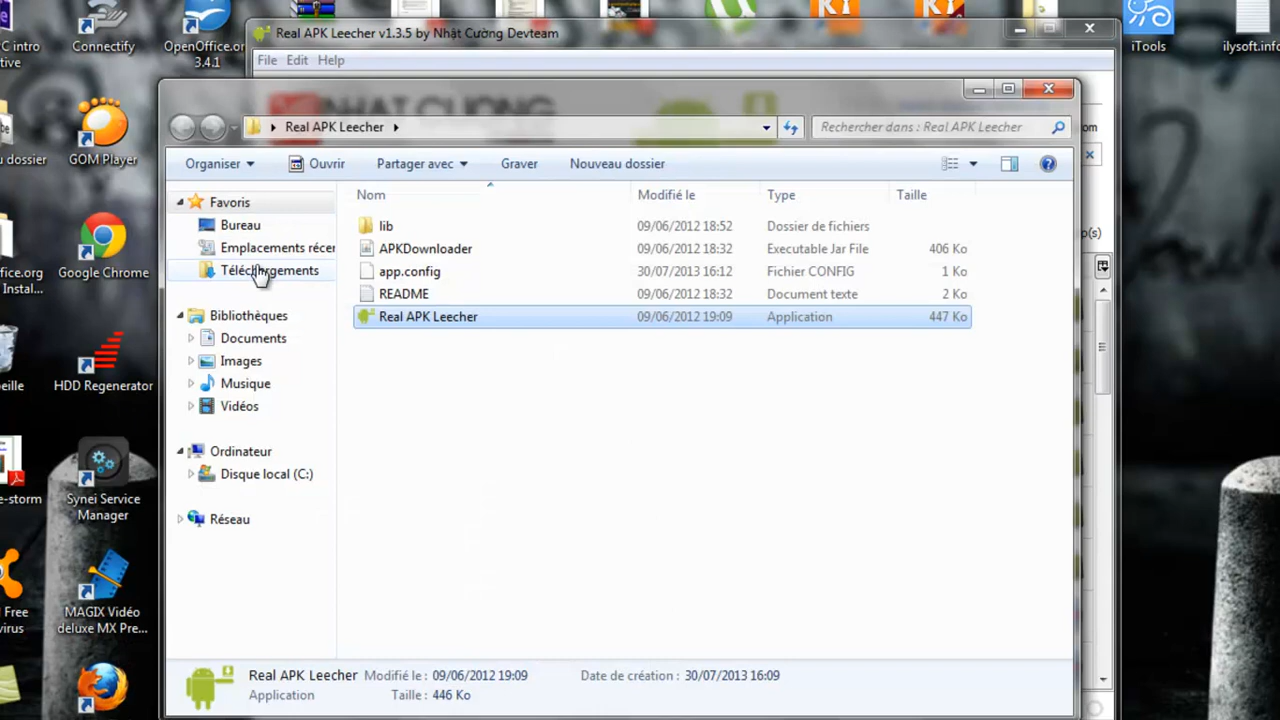 Connectify
OpenOffice.org
3.4.1
iTools
ilysoft.info
Real APK Leecher v1.3.5 by Nhật Cường Devteam
File Edit Help
NHAT CUONG
Real APK Leecher
Rechercher dans : Real APK Leecher
Organiser Ouvrir Partager avec Graver Nouveau dossier
Nom Modifié le Type Taille
Favoris
Bureau
Emplacements récen
Téléchargements
Bibliothèques
Documents
Images
Musique
Vidéos
Ordinateur
Disque local (C:)
Réseau
lib 09/06/2012 18:52 Dossier de fichiers
APKDownloader 09/06/2012 18:32 Executable Jar File 406 Ko
app.config 30/07/2013 16:12 Fichier CONFIG 1 Ko
README 09/06/2012 18:32 Document texte 2 Ko
Real APK Leecher 09/06/2012 19:09 Application 447 Ko
Real APK Leecher Modifié le : 09/06/2012 19:09 Date de création : 30/07/2013 16:09
Application Taille : 446 Ko
GOM Player
Google Chrome
HDD Regenerator
Synei Service
Manager
MAGIX Vidéo
deluxe MX Pre...
PC intro
dossier
Instal...
e-storm
Free